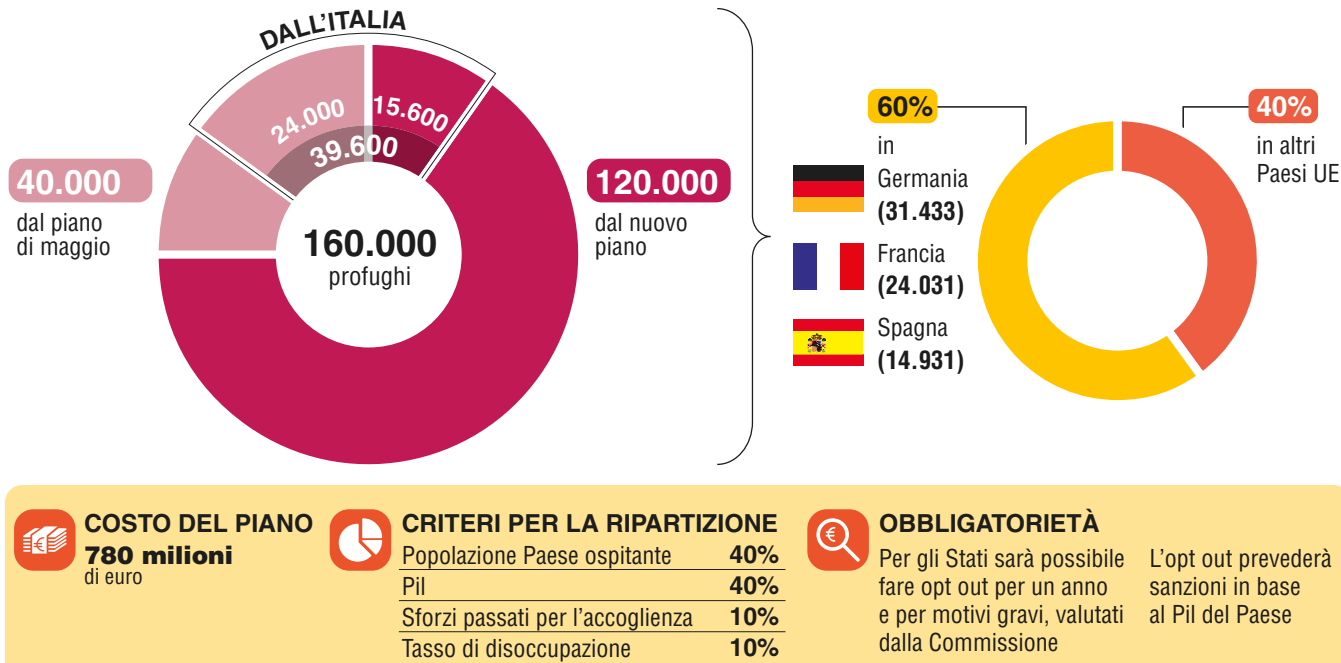 DALL'ITALIA
24.000
15.600
39.600
40.000
dal piano
di maggio
160.000
profughi
120.000
dal nuovo
piano
60%
in
Germania
(31.433)
Francia
(24.031)
Spagna
(14.931)
40%
in altri
Paesi UE
COSTO DEL PIANO
780 milioni
di euro
CRITERI PER LA RIPARTIZIONE
Popolazione Paese ospitante 40%
Pil 40%
Sforzi passati per l'accoglienza 10%
Tasso di disoccupazione 10%
OBBLIGATORIETÀ
Per gli Stati sarà possibile
fare opt out per un anno
e per motivi gravi, valutati
dalla Commissione
L'opt out prevederà
sanzioni in base
al Pil del Paese